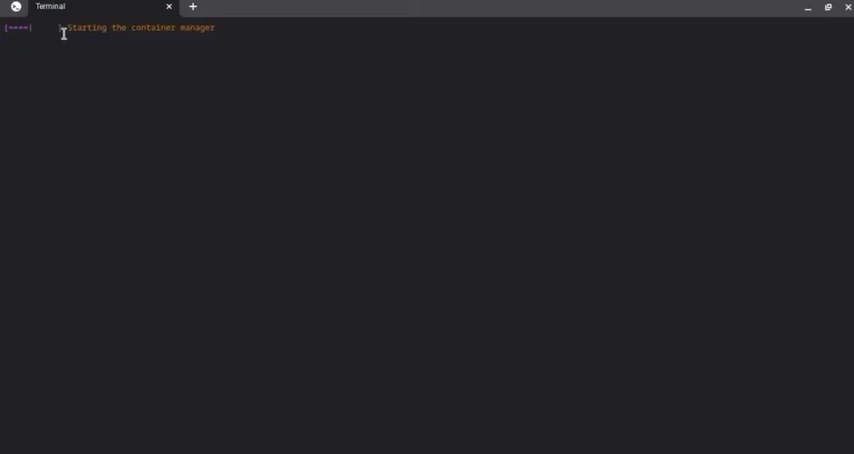 Terminal
[====|      ] Starting the container manager